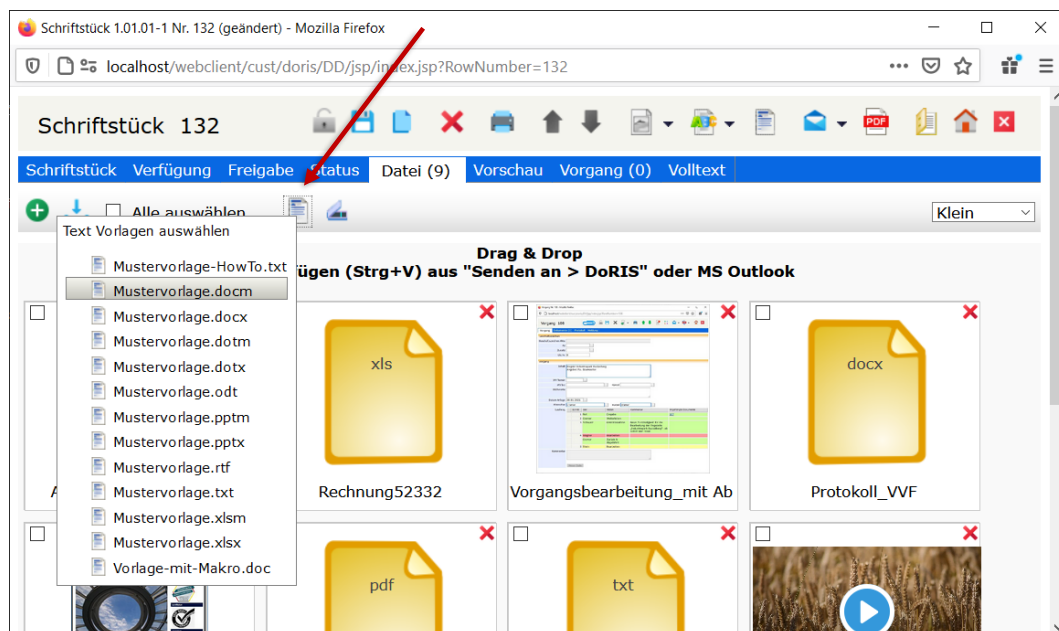 Schriftstück 1.01.01-1 Nr. 132 (geändert) - Mozilla Firefox
localhost/webclient/cust/doris/DD/jsp/index.jsp?RowNumber=132
Schriftstück 132
PDF
Schriftstück Verfügung Freigabe Status Datei (9) Vorschau Vorgang (0) Volltext
Alle auswählen
Klein
Text Vorlagen auswählen
Mustervorlage-HowTo.txt
Mustervorlage.docm
Mustervorlage.docx
Mustervorlage.dotm
Mustervorlage.dotx
Mustervorlage.odt
Mustervorlage.pptm
Mustervorlage.pptx
Mustervorlage.rtf
Mustervorlage.txt
Mustervorlage.xlsm
Mustervorlage.xlsx
Vorlage-mit-Makro.doc
Drag & Drop
fügen (Strg+V) aus "Senden an > DoRIS" oder MS Outlook
xls
docx
A
Rechnung52332
Vorgangsbearbeitung_mit Ab
Protokoll_VVF
pdf
txt